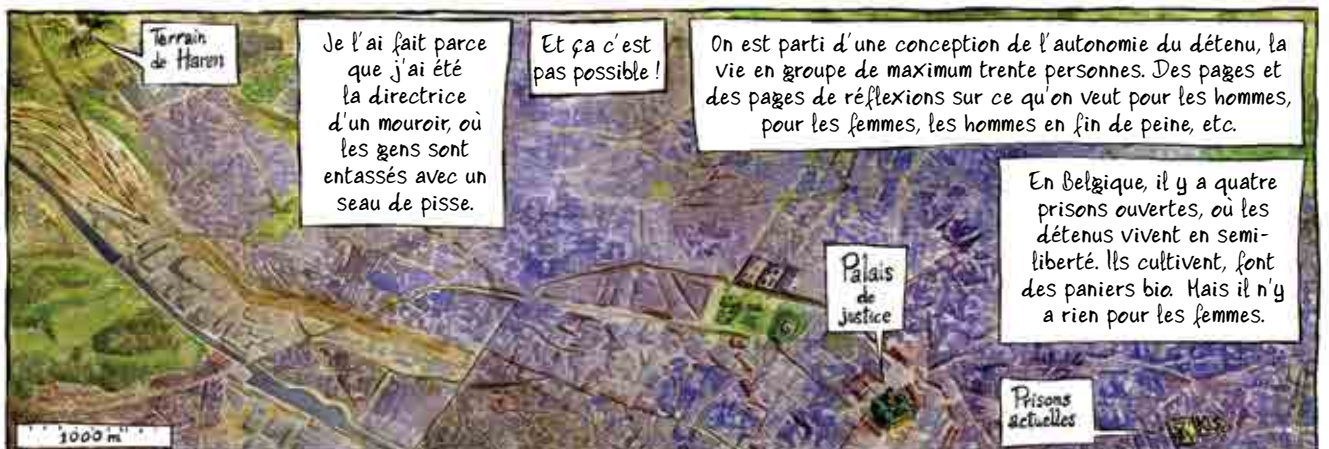 Terrain
de Haren
Je l'ai fait parce
que j'ai été
la directrice
d'un mouroir, où
les gens sont
entassés avec un
seau de pisse.
Et ça c'est
pas possible !
On est parti d'une conception de l'autonomie du détenu, la
vie en groupe de maximum trente personnes. Des pages et
des pages de réflexions sur ce qu'on veut pour les hommes,
pour les femmes, les hommes en fin de peine, etc.
En Belgique, il y a quatre
prisons ouvertes, où les
détenus vivent en semi-
liberté. Ils cultivent, font
des paniers bio. Mais il n'y
a rien pour les femmes.
Palais
de
justice
Prisons
actuelles
1000 m